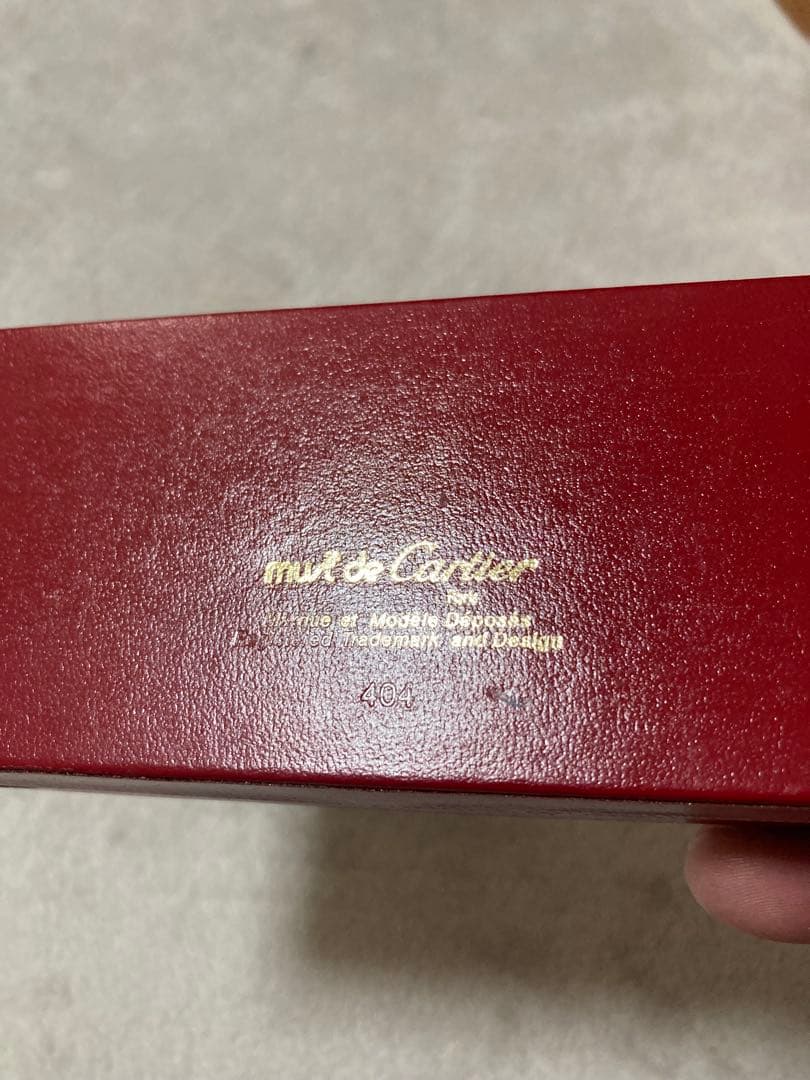 must de Cartier
Paris
Marque et Modèle Déposés
Registered Trademark and Design
404